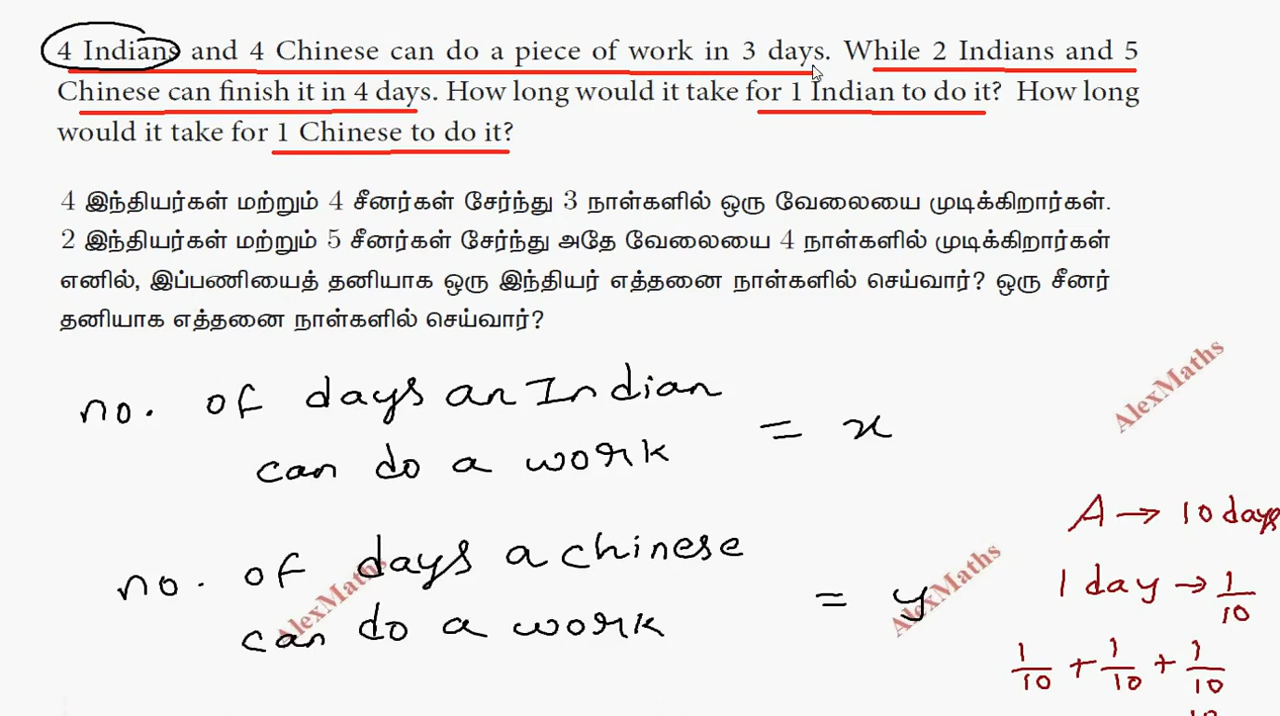 4 Indians and 4 Chinese can do a piece of work in 3 days. While 2 Indians and 5
Chinese can finish it in 4 days. How long would it take for 1 Indian to do it? How long
would it take for 1 Chinese to do it?
4 இந்தியர்கள் மற்றும் 4 சீனர்கள் சேர்ந்து 3 நாள்களில் ஒரு வேலையை முடிக்கிறார்கள்.
2 இந்தியர்கள் மற்றும் 5 சீனர்கள் சேர்ந்து அதே வேலையை 4 நாள்களில் முடிக்கிறார்கள்
எனில், இப்பணியைத் தனியாக ஒரு இந்தியர் எத்தனை நாள்களில் செய்வார்? ஒரு சீனர்
தனியாக எத்தனை நாள்களில் செய்வார்?
no. of days an Indian
can do a work = x
no. of days a chinese
can do a work = y
A → 10 days
1 day → 1/10
1/10 + 1/10 + 1/10
AlexMaths
AlexMaths
AlexMaths